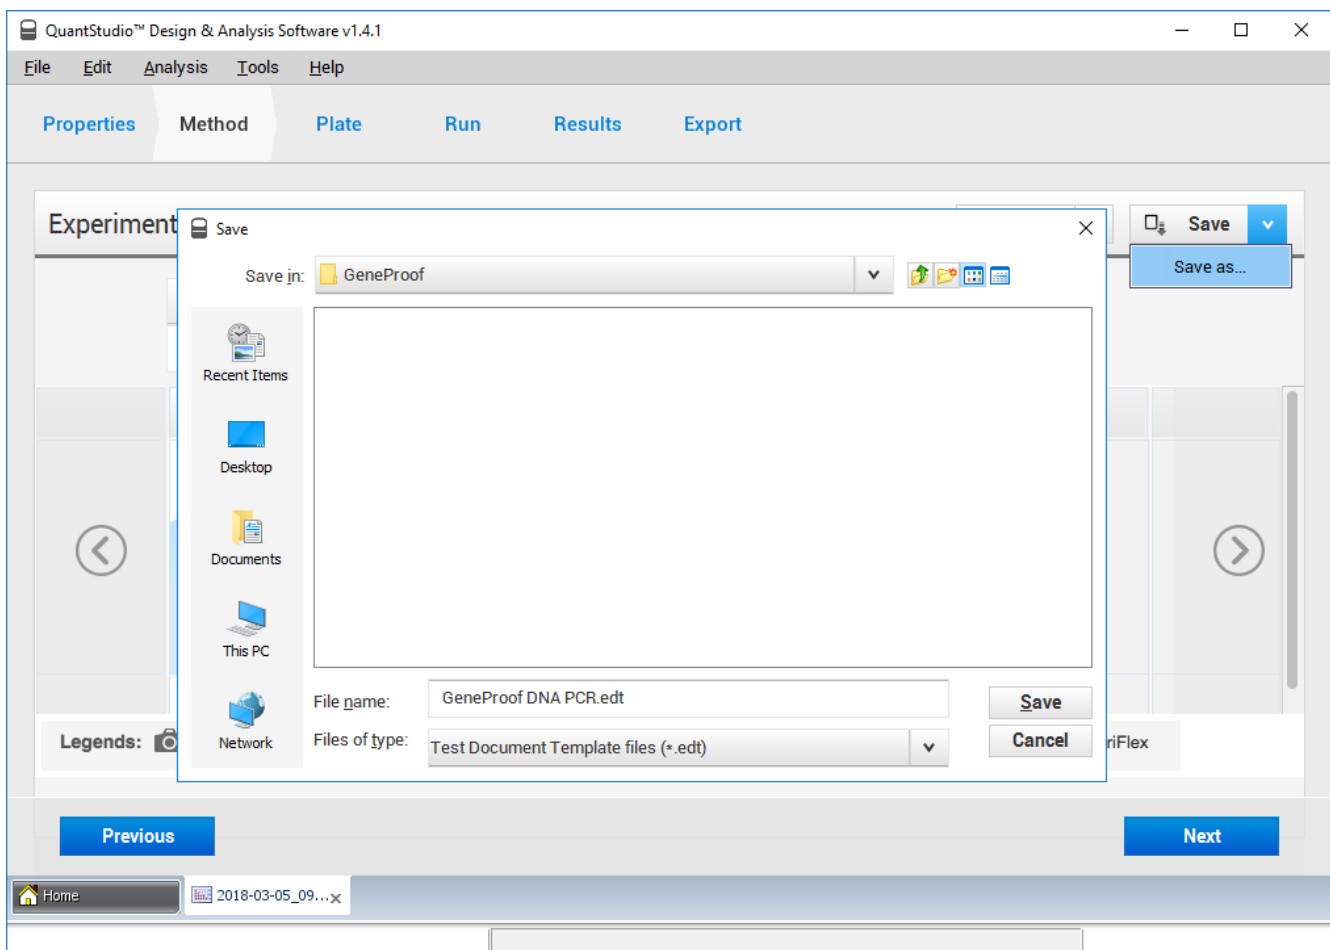 QuantStudio™ Design & Analysis Software v1.4.1
File Edit Analysis Tools Help
Properties Method Plate Run Results Export
Experiment
Save
Save
Save in: GeneProof
Save as...
Recent Items
Desktop
Documents
This PC
Network
File name: GeneProof DNA PCR.edt
Save
Files of type: Test Document Template files (*.edt)
Cancel
Legends:
riFlex
Previous
Next
Home
2018-03-05_09...